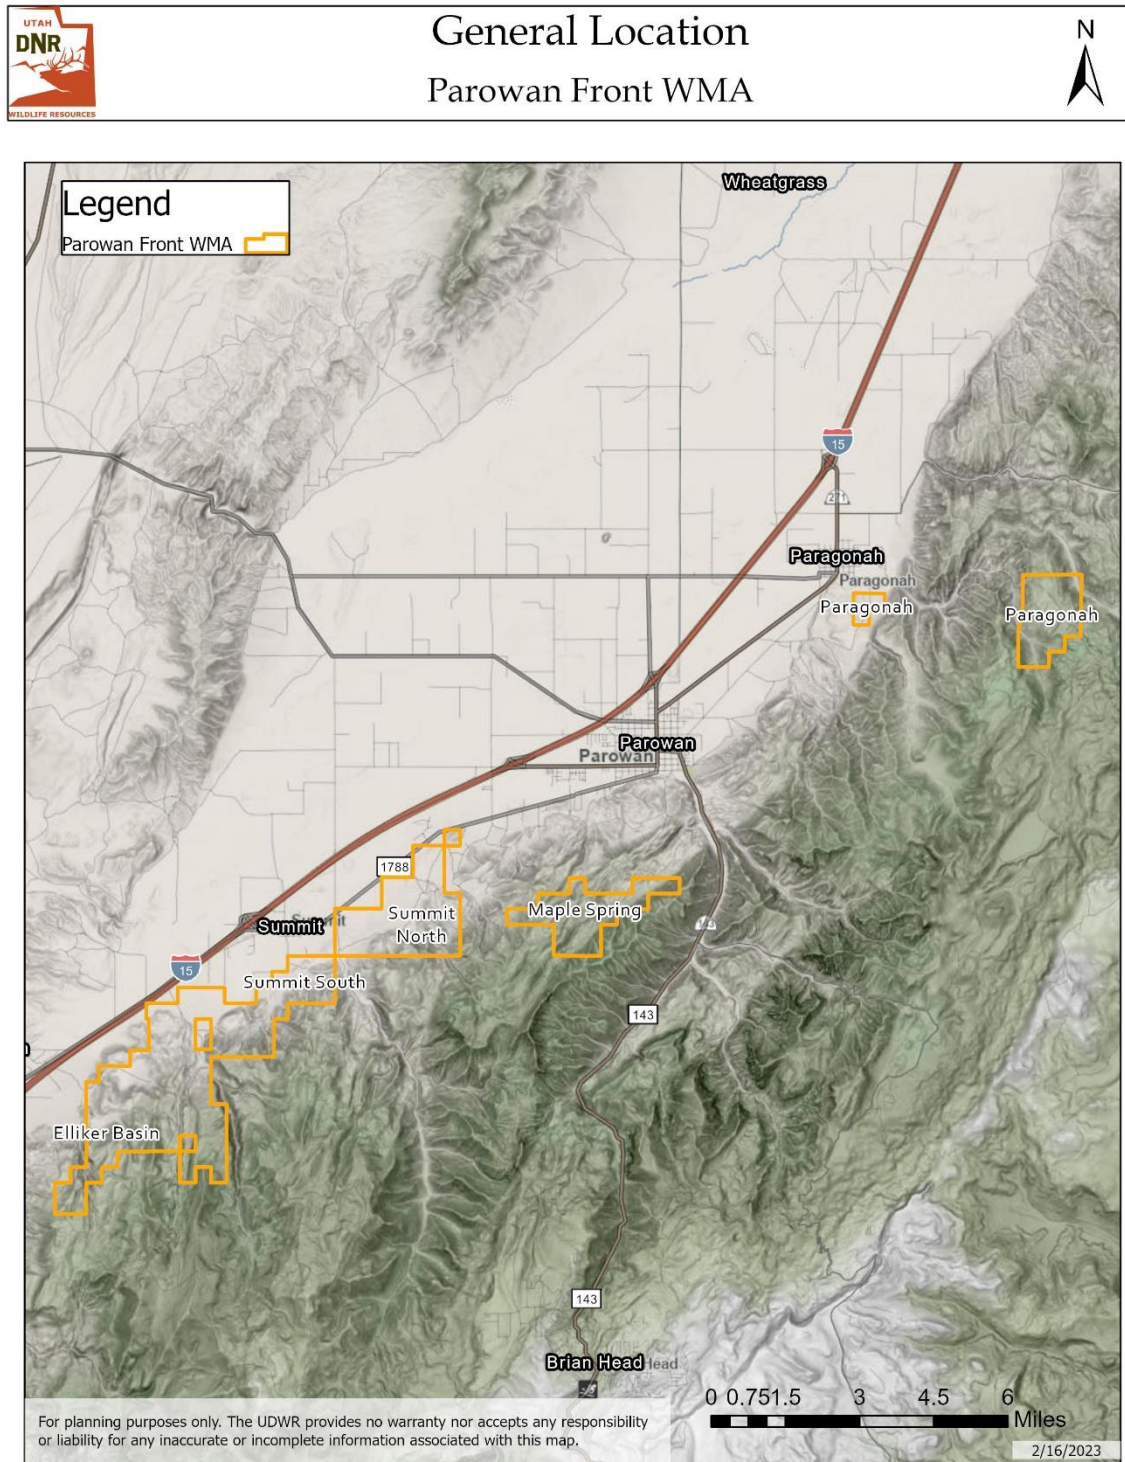 UTAH
DNR
WILDLIFE RESOURCES
General Location
Parowan Front WMA
N
Legend
Parowan Front WMA
Wheatgrass
15
271
Paragonah
Paragonah
Paragonah
Paragonah
Parowan
Parowan
1788
Summit
Summit
North
Maple Spring
Summit
15
Summit South
143
143
Elliker Basin
143
Brian Head
Head
0 0.75 1.5 3 4.5 6
Miles
For planning purposes only. The UDWR provides no warranty nor accepts any responsibility
or liability for any inaccurate or incomplete information associated with this map.
2/16/2023